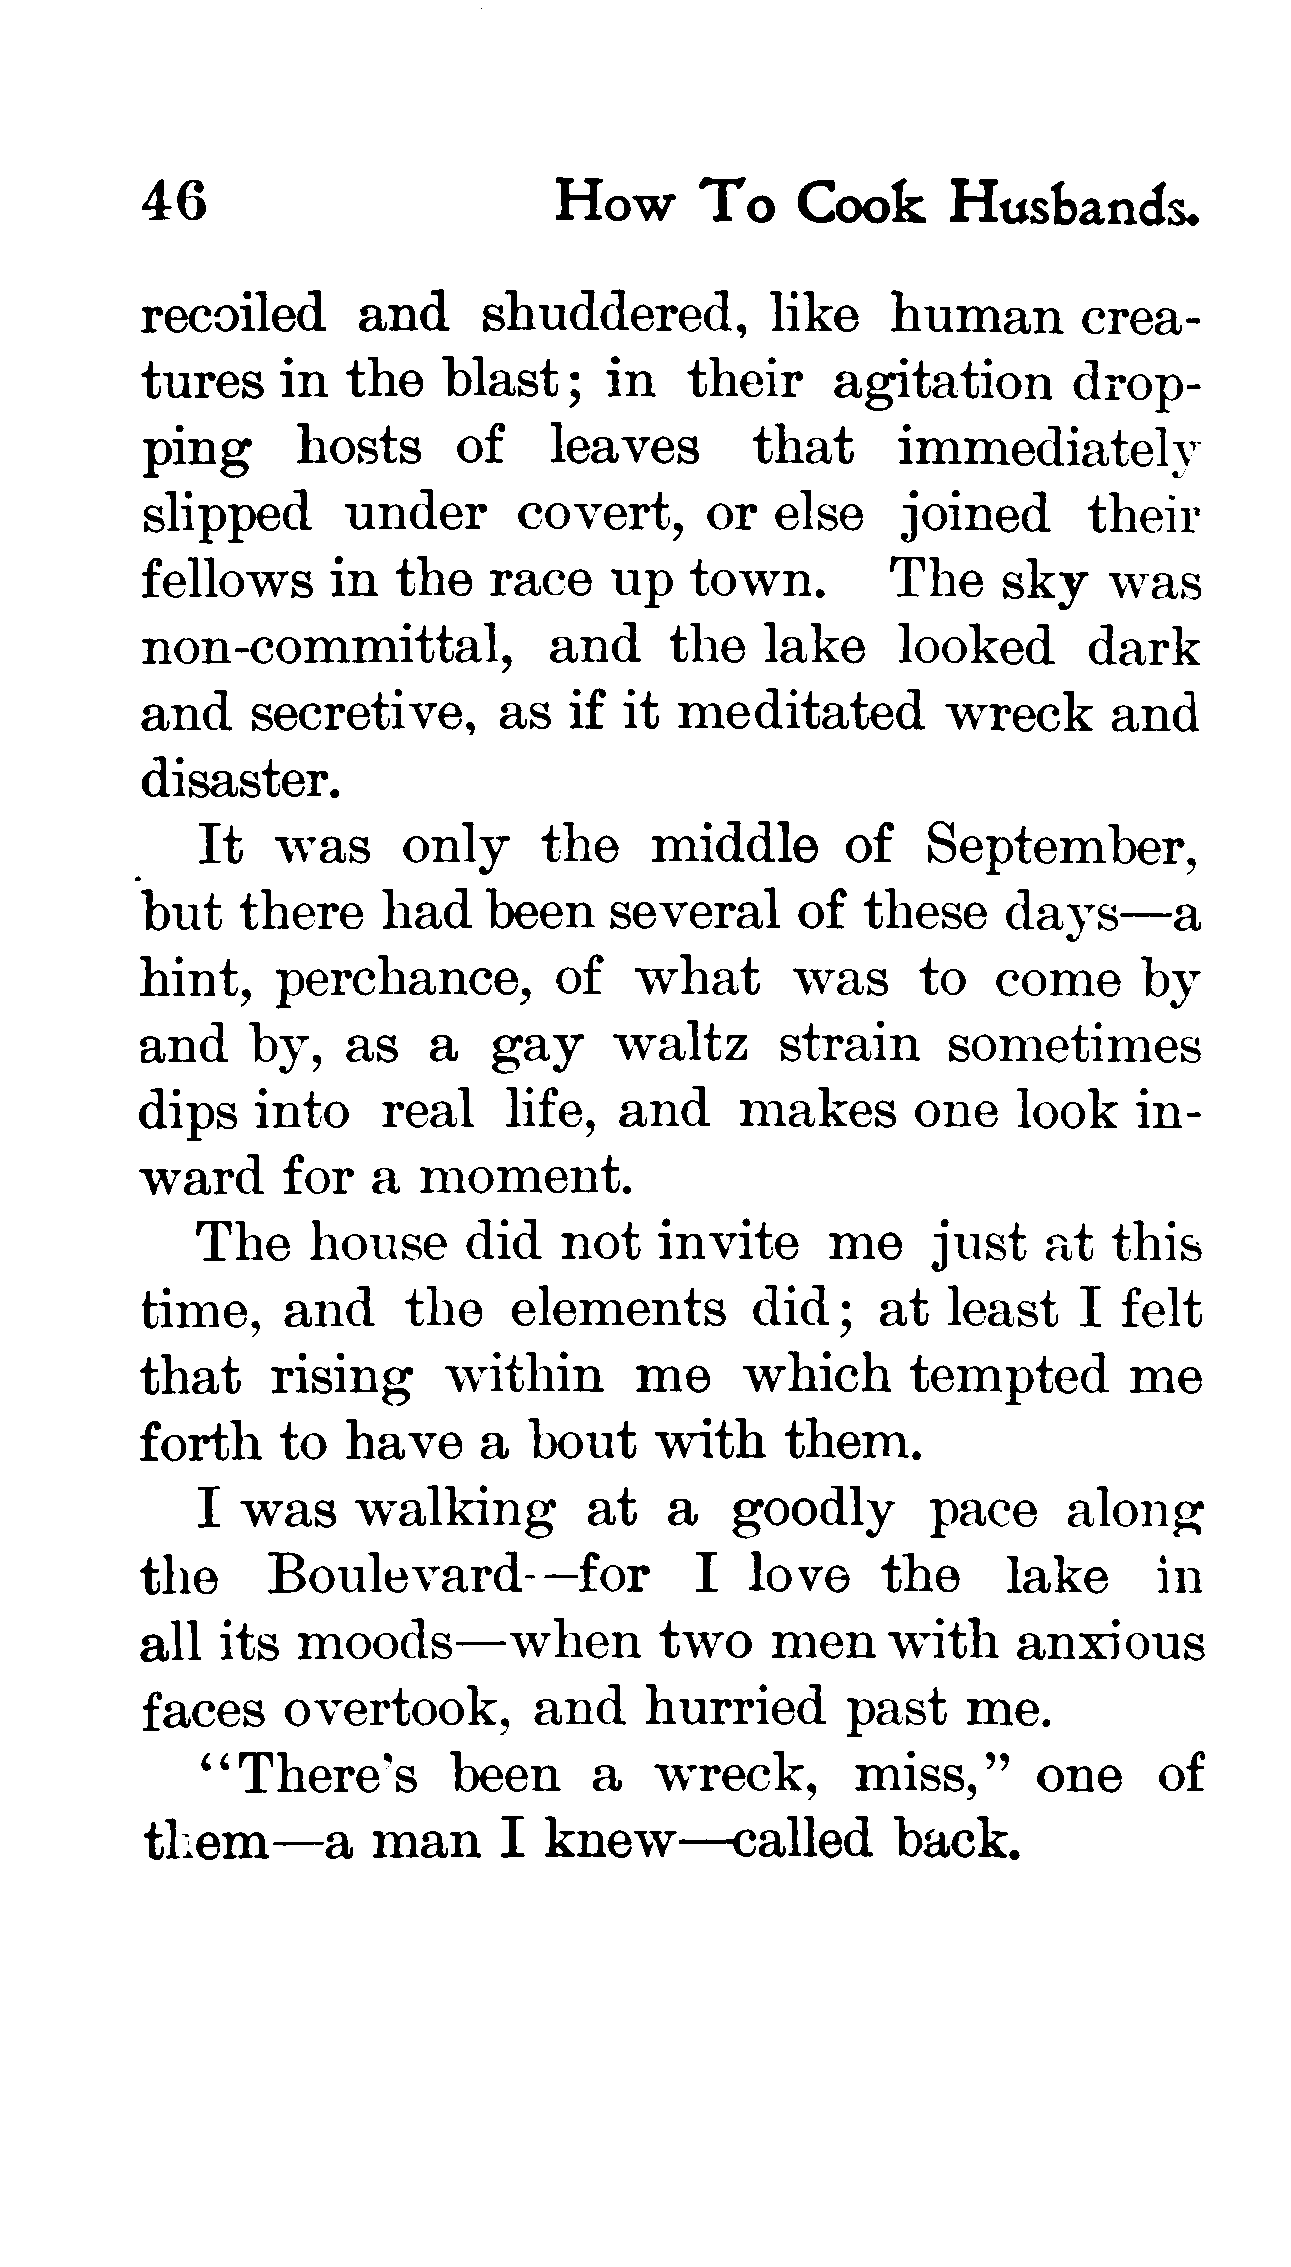 46 How To Cook Husbands.
recoiled and shuddered, like human crea-
tures in the blast; in their agitation drop-
ping hosts of leaves that immediately
slipped under covert, or else joined their
fellows in the race up town. The sky was
non-committal, and the lake looked dark
and secretive, as if it meditated wreck and
disaster.
It was only the middle of September,
but there had been several of these days—a
hint, perchance, of what was to come by
and by, as a gay waltz strain sometimes
dips into real life, and makes one look in-
ward for a moment.
The house did not invite me just at this
time, and the elements did; at least I felt
that rising within me which tempted me
forth to have a bout with them.
I was walking at a goodly pace along
the Boulevard—for I love the lake in
all its moods—when two men with anxious
faces overtook, and hurried past me.
“There's been a wreck, miss,” one of
them—a man I knew—called back.